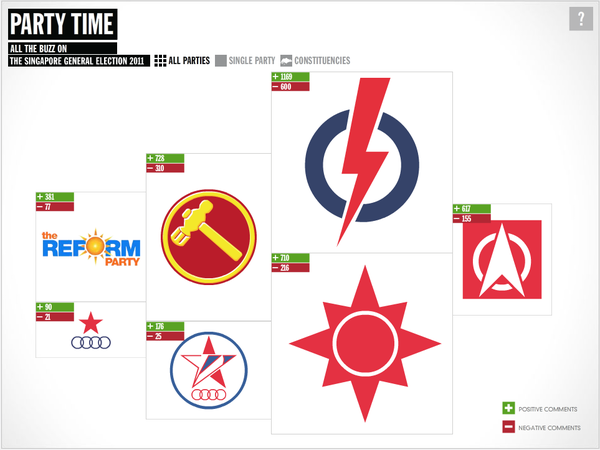 PARTY TIME
ALL THE BUZZ ON
THE SINGAPORE GENERAL ELECTION 2011
ALL PARTIES
SINGLE PARTY
CONSTITUENCIES
?
+ 1169
- 600
+ 728
- 310
+ 381
- 77
the
REFORM
PARTY
+ 617
- 155
+ 710
- 216
+ 90
- 21
+ 176
- 25
+ POSITIVE COMMENTS
- NEGATIVE COMMENTS